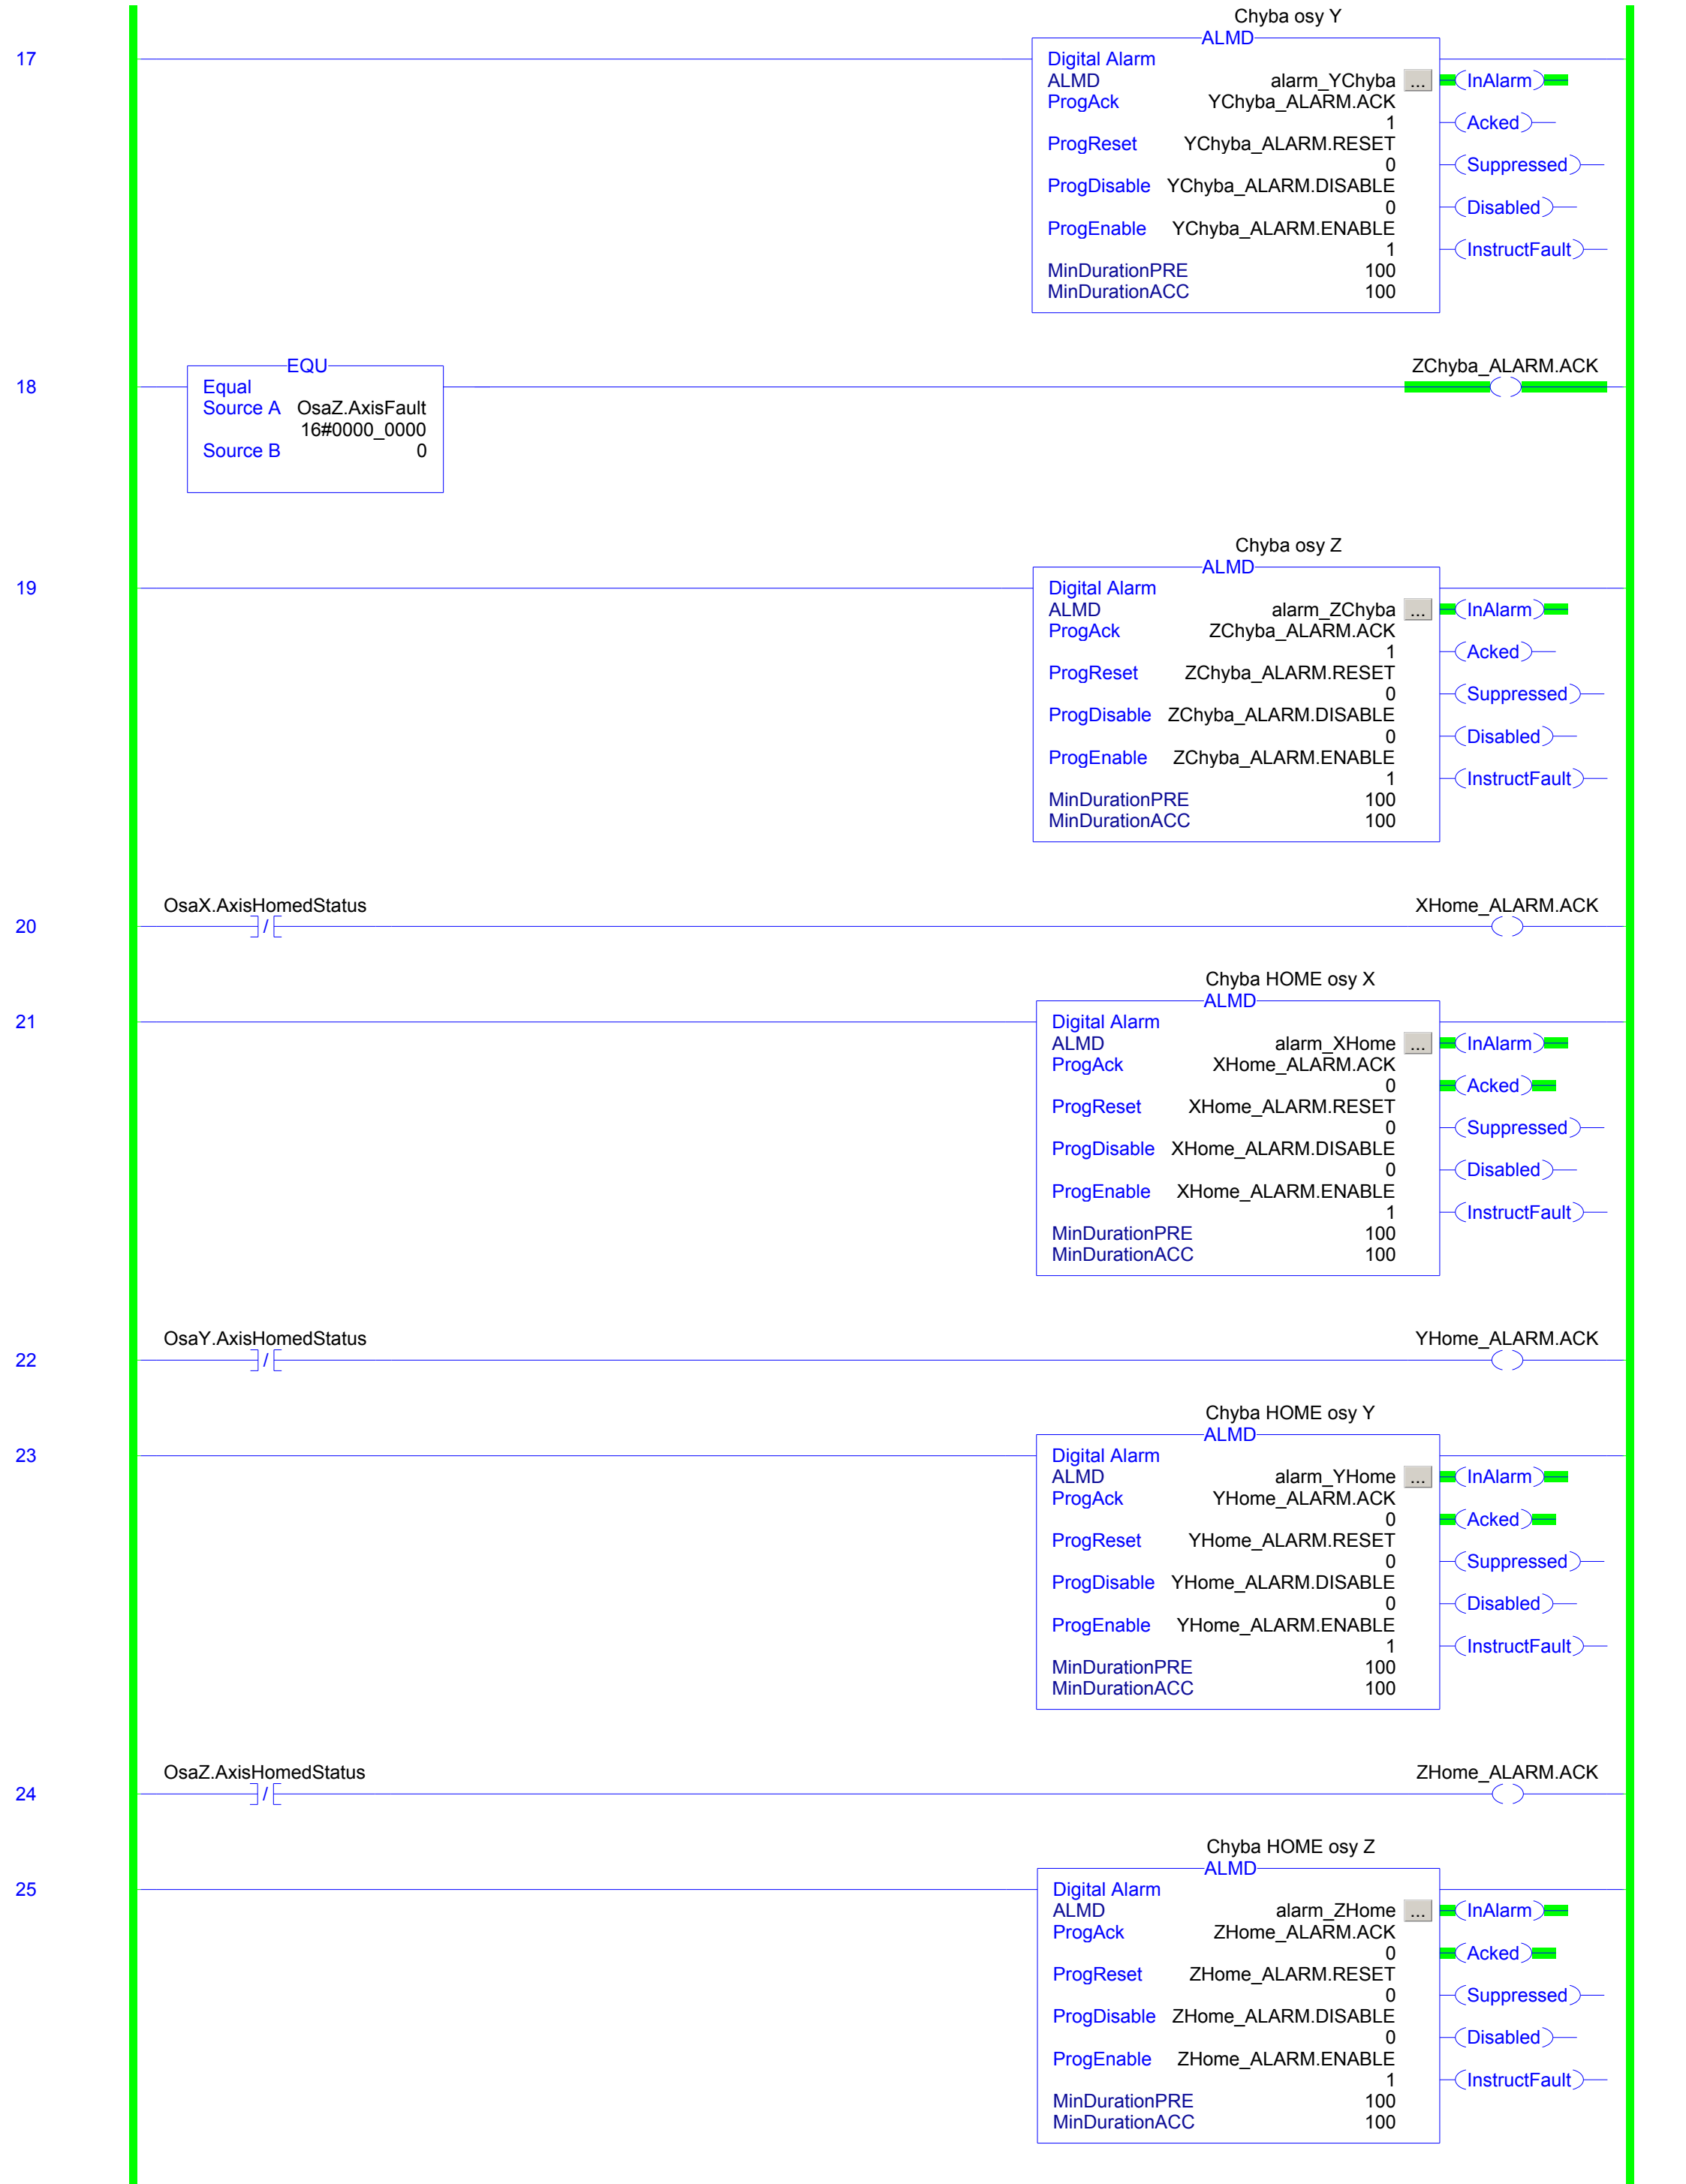 Chyba osy Y
17
ALMD
Digital Alarm
ALMD alarm_YChyba ... InAlarm
ProgAck YChyba_ALARM.ACK
1 Acked
ProgReset YChyba_ALARM.RESET
0 Suppressed
ProgDisable YChyba_ALARM.DISABLE
0 Disabled
ProgEnable YChyba_ALARM.ENABLE
1 InstructFault
MinDurationPRE 100
MinDurationACC 100
18
EQU
Equal
Source A OsaZ.AxisFault
16#0000_0000
Source B 0
ZChyba_ALARM.ACK
Chyba osy Z
19
ALMD
Digital Alarm
ALMD alarm_ZChyba ... InAlarm
ProgAck ZChyba_ALARM.ACK
1 Acked
ProgReset ZChyba_ALARM.RESET
0 Suppressed
ProgDisable ZChyba_ALARM.DISABLE
0 Disabled
ProgEnable ZChyba_ALARM.ENABLE
1 InstructFault
MinDurationPRE 100
MinDurationACC 100
OsaX.AxisHomedStatus XHome_ALARM.ACK
20 /
Chyba HOME osy X
21
ALMD
Digital Alarm
ALMD alarm_XHome ... InAlarm
ProgAck XHome_ALARM.ACK
0 Acked
ProgReset XHome_ALARM.RESET
0 Suppressed
ProgDisable XHome_ALARM.DISABLE
0 Disabled
ProgEnable XHome_ALARM.ENABLE
1 InstructFault
MinDurationPRE 100
MinDurationACC 100
OsaY.AxisHomedStatus YHome_ALARM.ACK
22 /
Chyba HOME osy Y
23
ALMD
Digital Alarm
ALMD alarm_YHome ... InAlarm
ProgAck YHome_ALARM.ACK
0 Acked
ProgReset YHome_ALARM.RESET
0 Suppressed
ProgDisable YHome_ALARM.DISABLE
0 Disabled
ProgEnable YHome_ALARM.ENABLE
1 InstructFault
MinDurationPRE 100
MinDurationACC 100
OsaZ.AxisHomedStatus ZHome_ALARM.ACK
24 /
Chyba HOME osy Z
25
ALMD
Digital Alarm
ALMD alarm_ZHome ... InAlarm
ProgAck ZHome_ALARM.ACK
0 Acked
ProgReset ZHome_ALARM.RESET
0 Suppressed
ProgDisable ZHome_ALARM.DISABLE
0 Disabled
ProgEnable ZHome_ALARM.ENABLE
1 InstructFault
MinDurationPRE 100
MinDurationACC 100